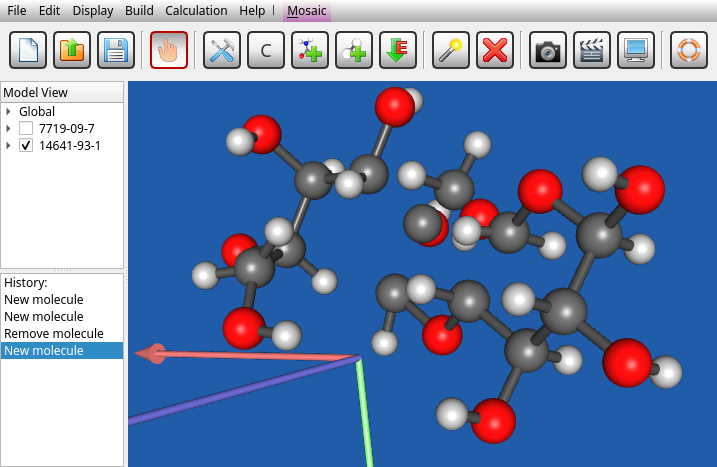 File Edit Display Build Calculation Help Mosaic
C
E
Model View
Global
7719-09-7
14641-93-1
History:
New molecule
New molecule
Remove molecule
New molecule